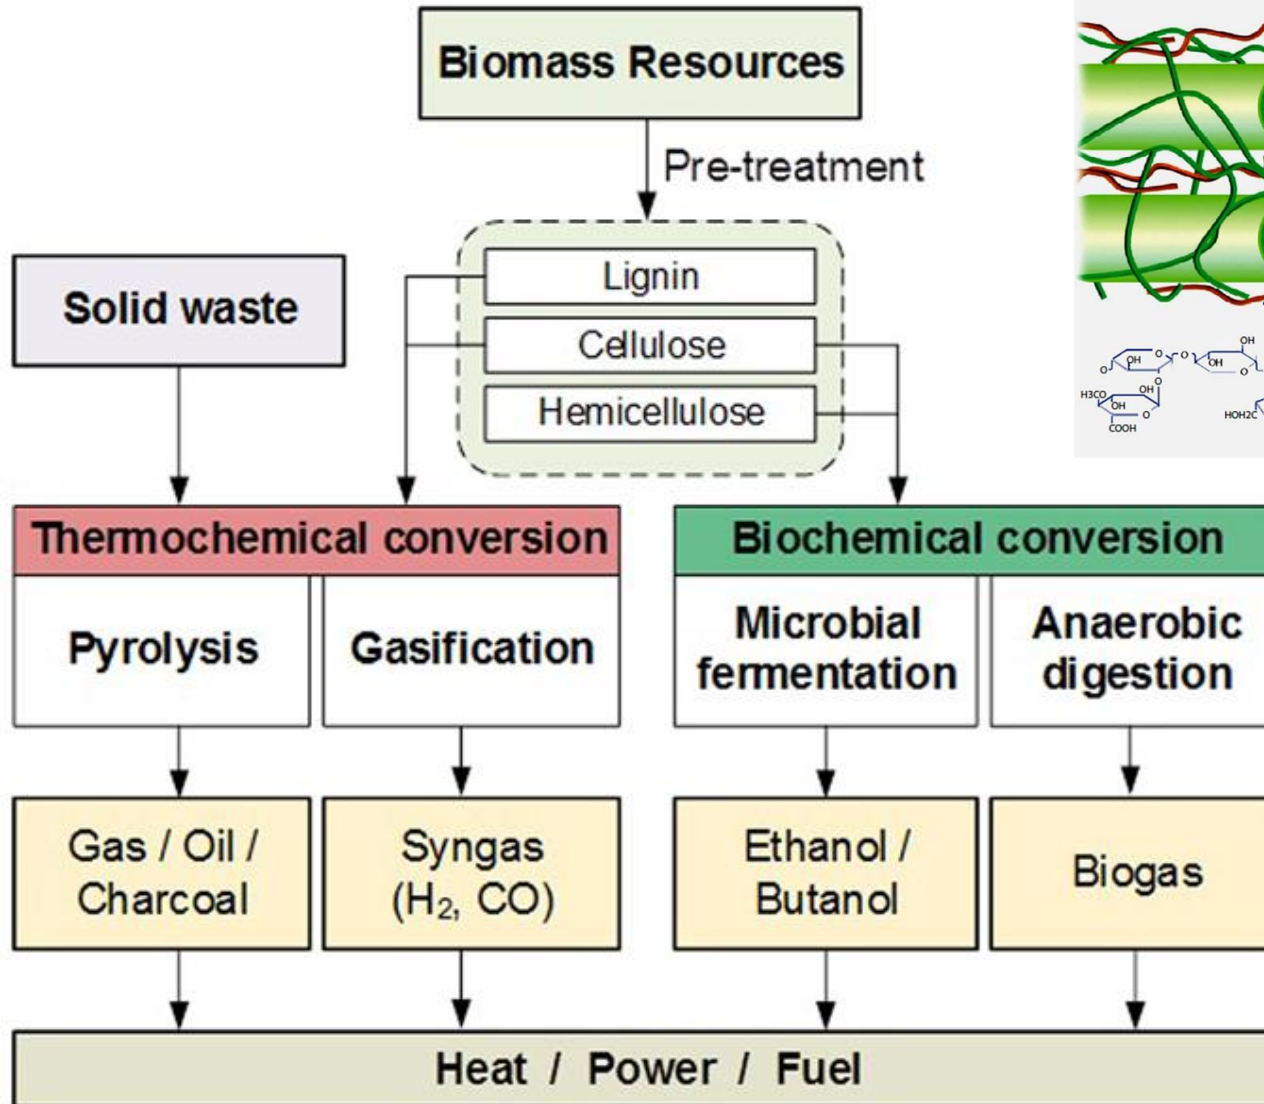 Biomass Resources
Pre-treatment
Lignin
Solid waste
Cellulose
Hemicellulose
OH
O
O
OH
OH
O
O
O
OH
H3CO
OH
O
HOH2C
COOH
Thermochemical conversion
Biochemical conversion
Pyrolysis
Gasification
Microbial
fermentation
Anaerobic
digestion
Gas / Oil /
Charcoal
Syngas
(H₂, CO)
Ethanol /
Butanol
Biogas
Heat / Power / Fuel